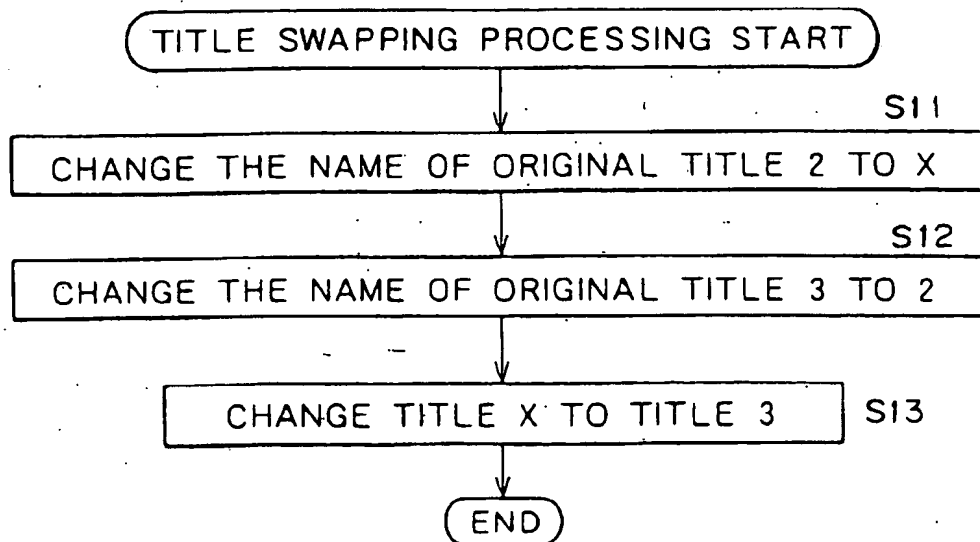 TITLE SWAPPING PROCESSING START
S11
CHANGE THE NAME OF ORIGINAL TITLE 2 TO X
S12
CHANGE THE NAME OF ORIGINAL TITLE 3 TO 2
CHANGE TITLE X TO TITLE 3 S13
END